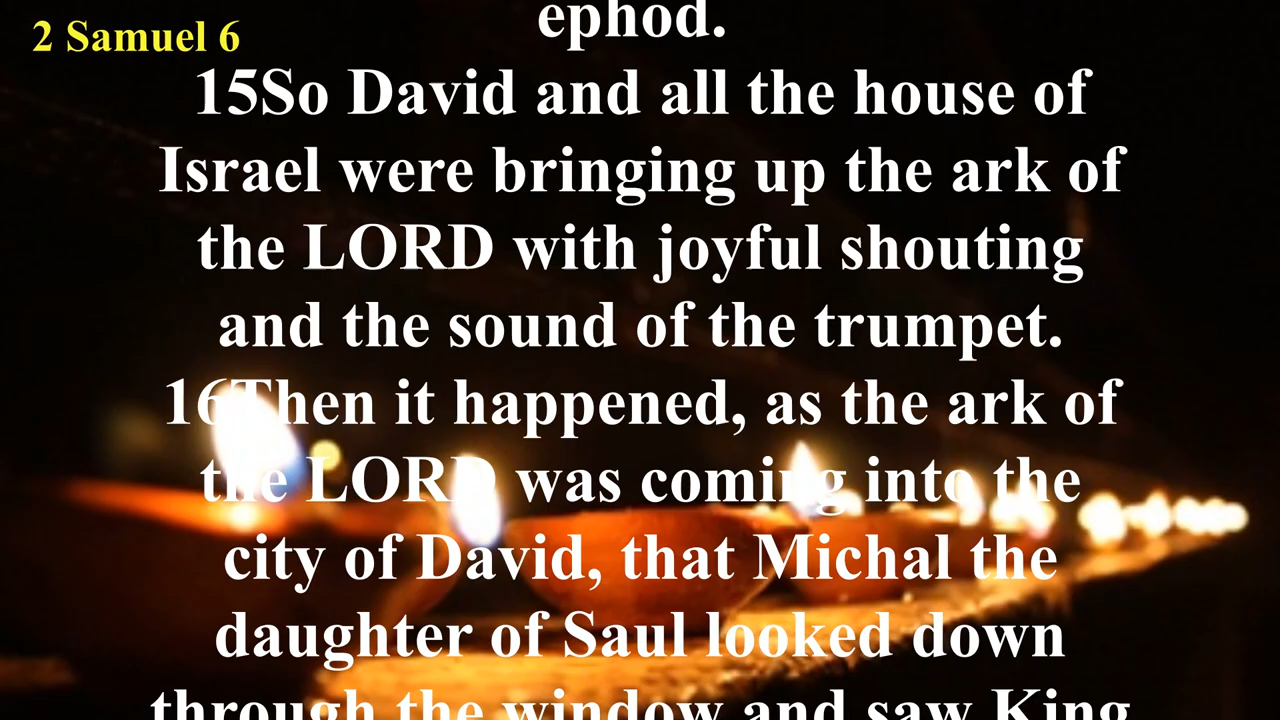 2 Samuel 6
ephod.
15So David and all the house of
Israel were bringing up the ark of
the LORD with joyful shouting
and the sound of the trumpet.
16Then it happened, as the ark of
the LORD was coming into the
city of David, that Michal the
daughter of Saul looked down
through the window and saw King